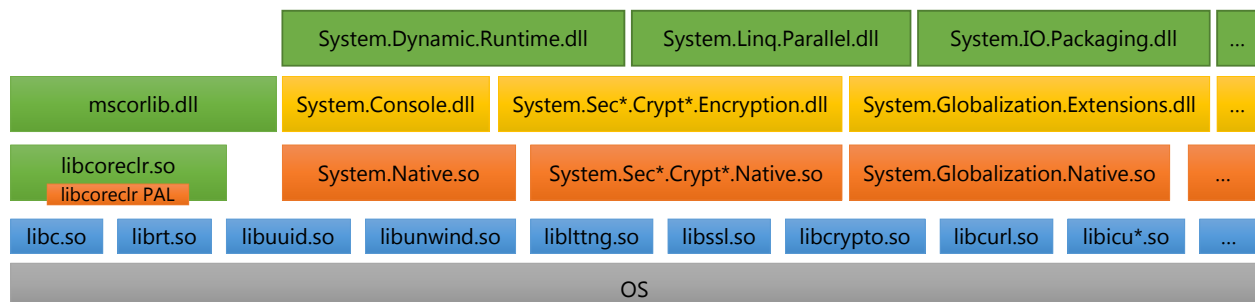 System.Dynamic.Runtime.dll
System.Linq.Parallel.dll
System.IO.Packaging.dll
...
mscorlib.dll
System.Console.dll
System.Sec*.Crypt*.Encryption.dll
System.Globalization.Extensions.dll
...
libcoreclr.so
libcoreclr PAL
System.Native.so
System.Sec*.Crypt*.Native.so
System.Globalization.Native.so
...
libc.so
librt.so
libuuid.so
libunwind.so
liblttng.so
libssl.so
libcrypto.so
libcurl.so
libicu*.so
...
OS